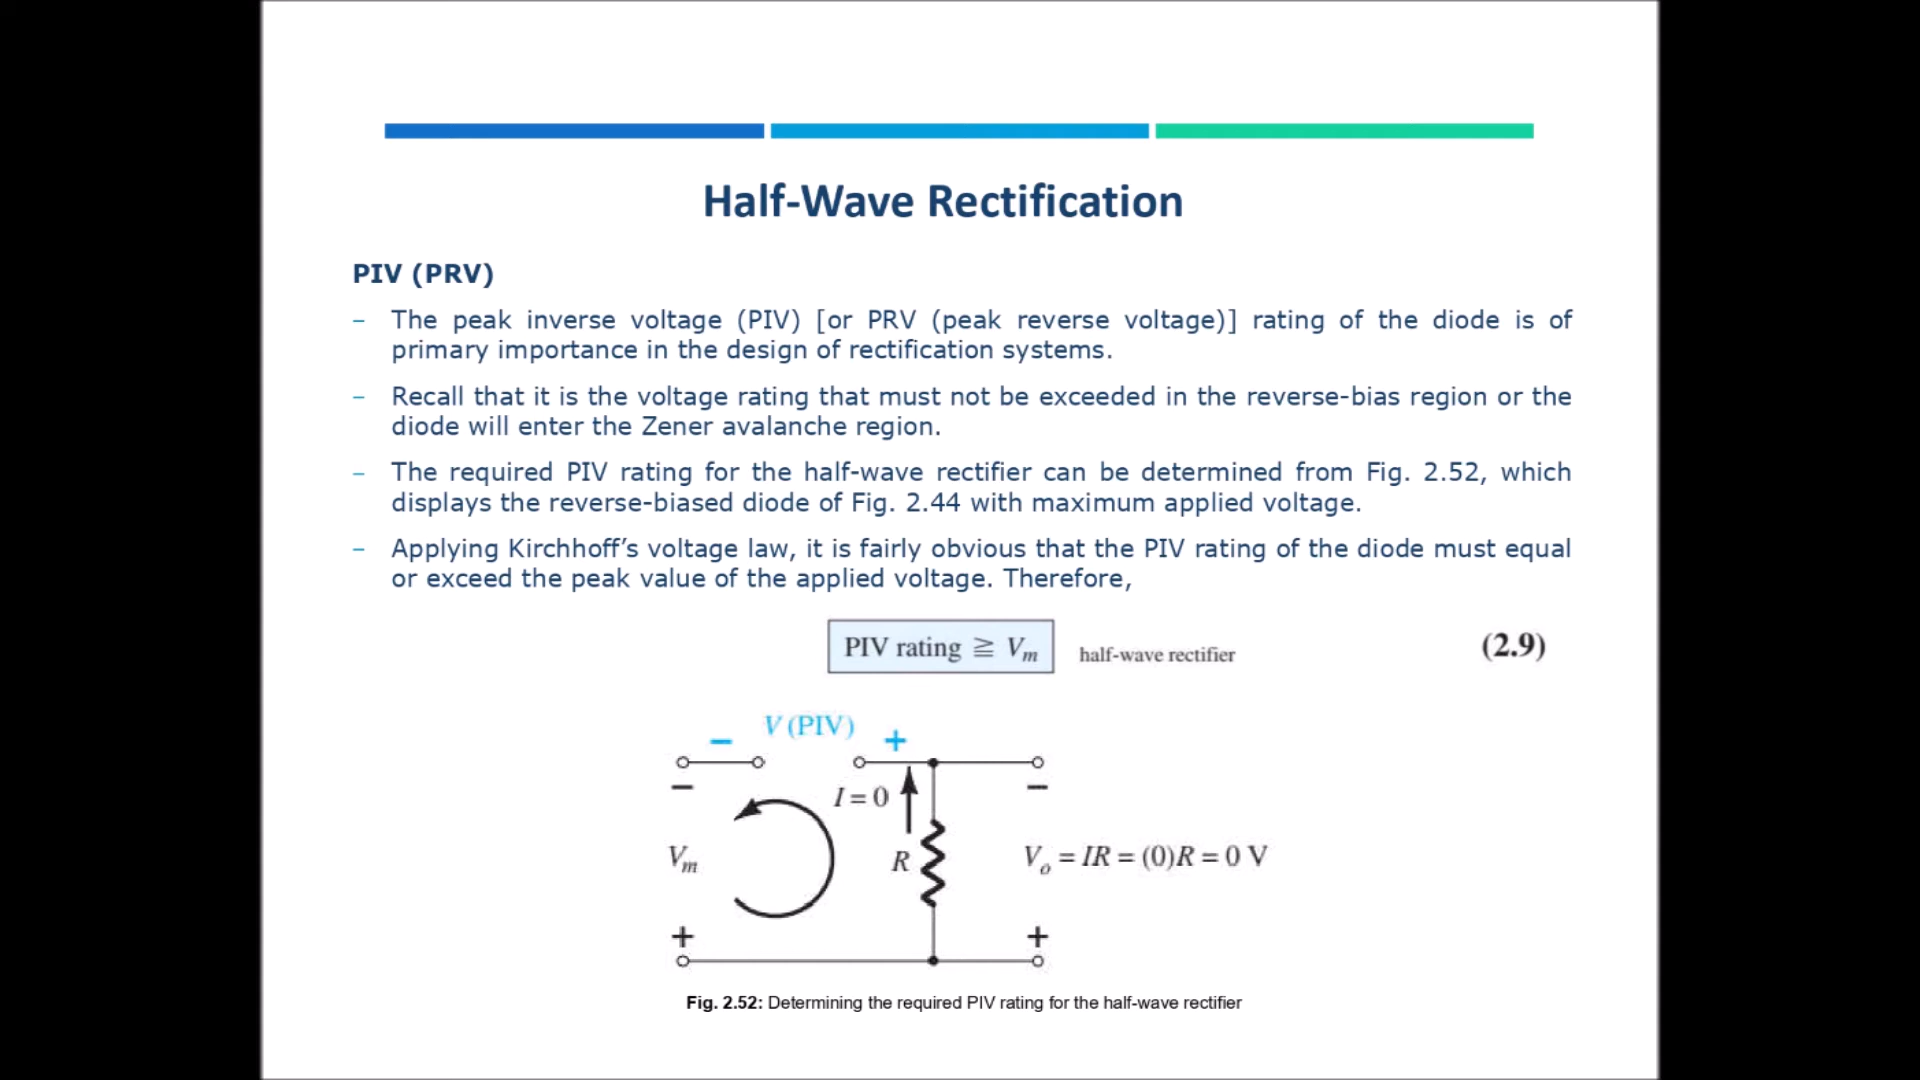 Half-Wave Rectification
PIV (PRV)
– The peak inverse voltage (PIV) [or PRV (peak reverse voltage)] rating of the diode is of
primary importance in the design of rectification systems.
– Recall that it is the voltage rating that must not be exceeded in the reverse-bias region or the
diode will enter the Zener avalanche region.
– The required PIV rating for the half-wave rectifier can be determined from Fig. 2.52, which
displays the reverse-biased diode of Fig. 2.44 with maximum applied voltage.
– Applying Kirchhoff’s voltage law, it is fairly obvious that the PIV rating of the diode must equal
or exceed the peak value of the applied voltage. Therefore,
PIV rating ≧ Vm half-wave rectifier (2.9)
− V (PIV) +
− I = 0 −
Vm R Vo = IR = (0)R = 0 V
+ +
Fig. 2.52: Determining the required PIV rating for the half-wave rectifier